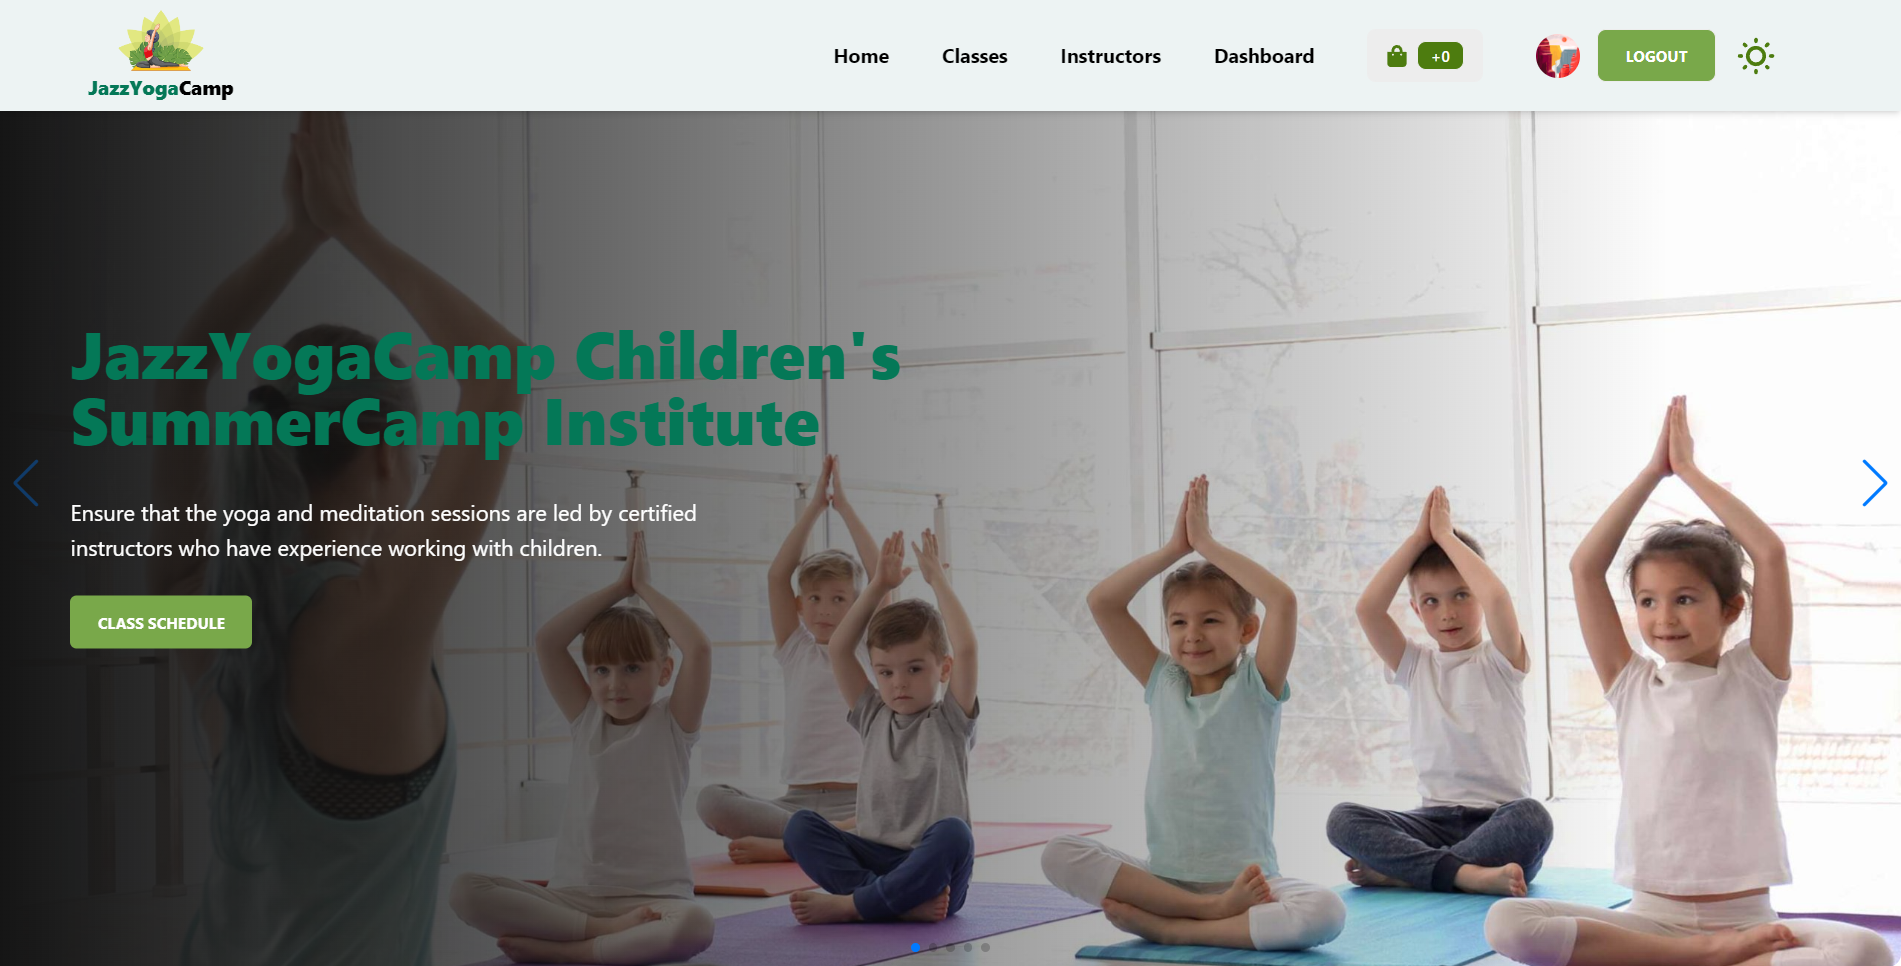 JazzYogaCamp
Home
Classes
Instructors
Dashboard
+0
LOGOUT
JazzYogaCamp Children's
SummerCamp Institute
Ensure that the yoga and meditation sessions are led by certified
instructors who have experience working with children.
CLASS SCHEDULE